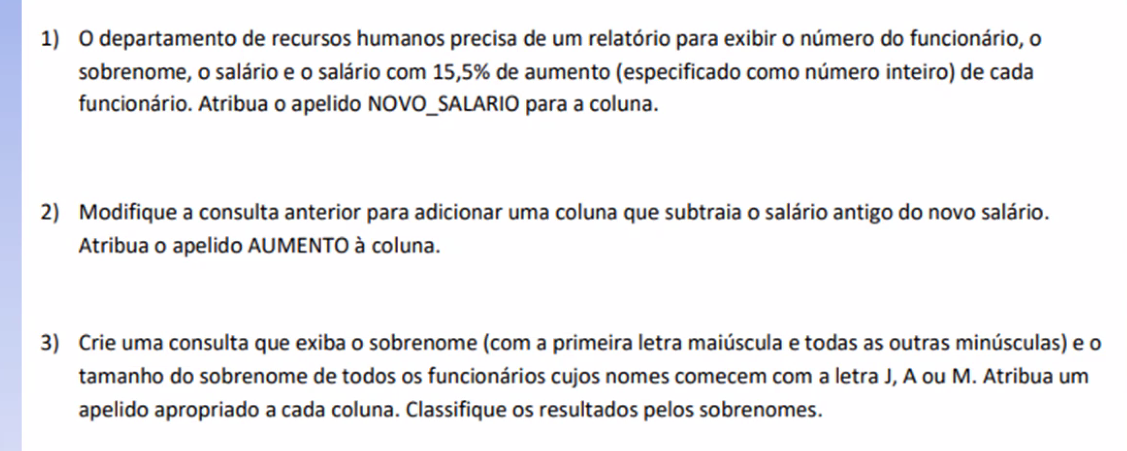 1) O departamento de recursos humanos precisa de um relatório para exibir o número do funcionário, o
sobrenome, o salário e o salário com 15,5% de aumento (especificado como número inteiro) de cada
funcionário. Atribua o apelido NOVO_SALARIO para a coluna.
2) Modifique a consulta anterior para adicionar uma coluna que subtraia o salário antigo do novo salário.
Atribua o apelido AUMENTO à coluna.
3) Crie uma consulta que exiba o sobrenome (com a primeira letra maiúscula e todas as outras minúsculas) e o
tamanho do sobrenome de todos os funcionários cujos nomes comecem com a letra J, A ou M. Atribua um
apelido apropriado a cada coluna. Classifique os resultados pelos sobrenomes.